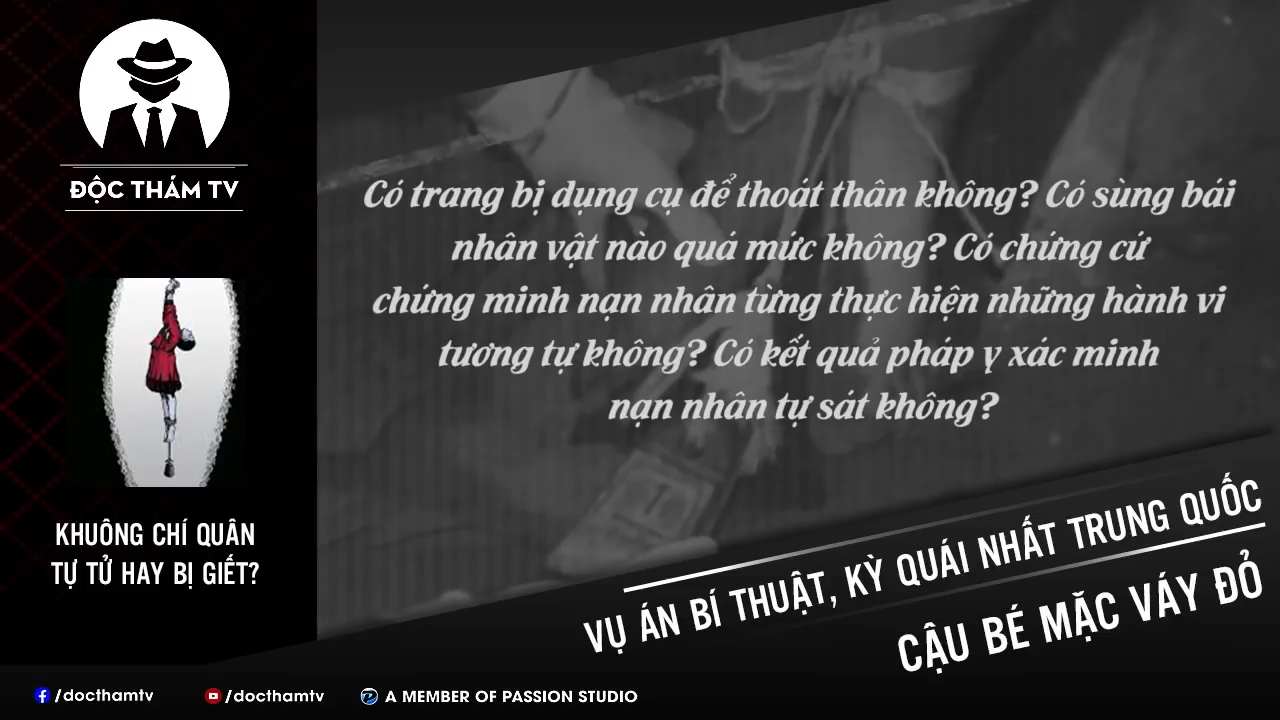 ĐỘC THÁM TV
KHUÔNG CHÍ QUÂN
TỰ TỬ HAY BỊ GIẾT?
Có trang bị dụng cụ để thoát thân không? Có sùng bái
nhân vật nào quá mức không? Có chứng cứ
chứng minh nạn nhân từng thực hiện những hành vi
tương tự không? Có kết quả pháp y xác minh
nạn nhân tự sát không?
VỤ ÁN BÍ THUẬT, KỲ QUÁI NHẤT TRUNG QUỐC
CẬU BÉ MẶC VÁY ĐỎ
/docthamtv
/docthamtv
A MEMBER OF PASSION STUDIO